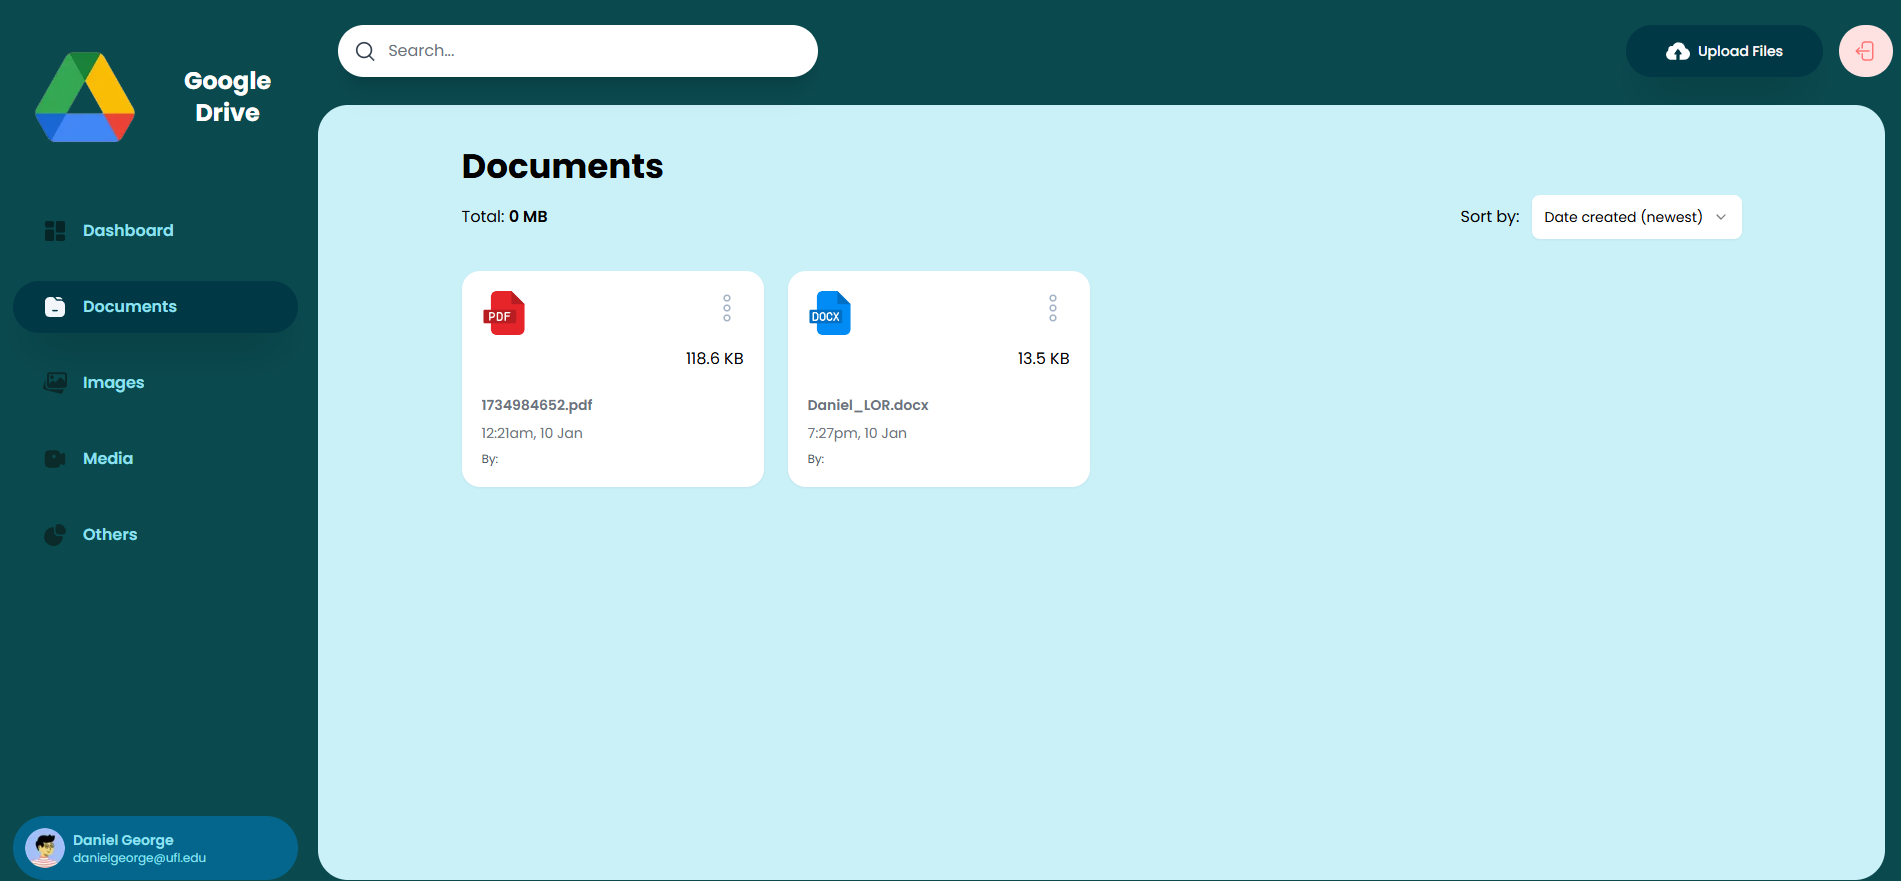 Google
Drive
Search...
Upload Files
Dashboard
Documents
Images
Media
Others
Daniel George
danielgeorge@ufl.edu
Documents
Total: 0 MB
Sort by:
Date created (newest)
PDF
118.6 KB
1734984652.pdf
12:21am, 10 Jan
By:
DOCX
13.5 KB
Daniel_LOR.docx
7:27pm, 10 Jan
By: